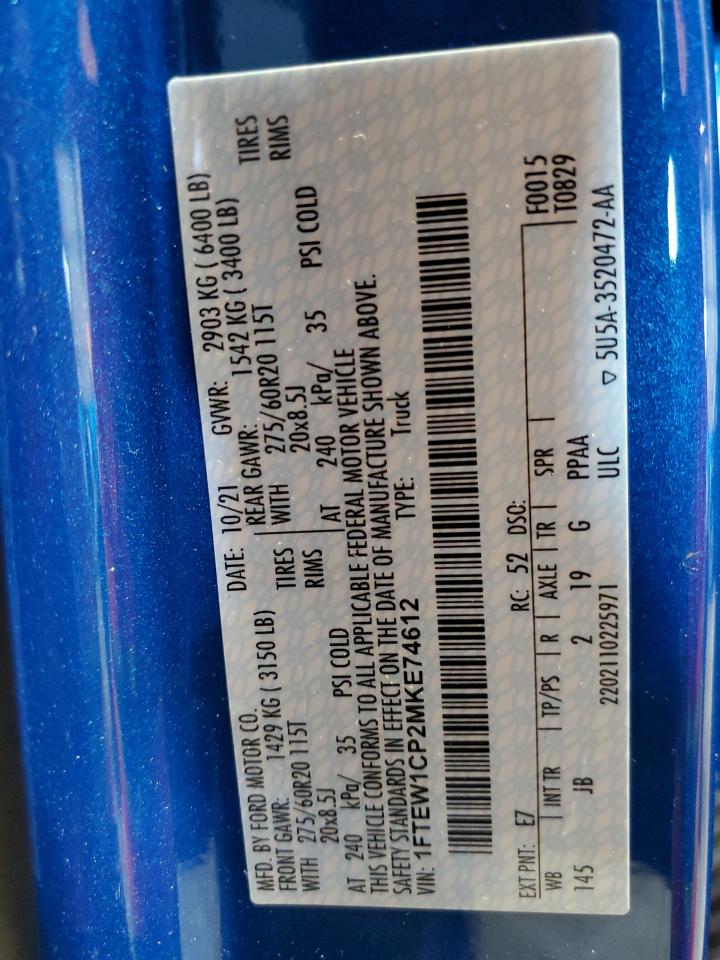 MFD. BY FORD MOTOR CO. DATE: 10/21 GVWR: 2903 KG ( 6400 LB)
FRONT GAWR: 1429 KG ( 3150 LB) REAR GAWR: 1542 KG ( 3400 LB)
WITH 275/60R20 115T TIRES WITH 275/60R20 115T TIRES
20x8.5J RIMS 20x8.5J RIMS
AT 240 kPa/ 35 PSI COLD AT 240 kPa/ 35 PSI COLD
THIS VEHICLE CONFORMS TO ALL APPLICABLE FEDERAL MOTOR VEHICLE
SAFETY STANDARDS IN EFFECT ON THE DATE OF MANUFACTURE SHOWN ABOVE.
VIN: 1FTEW1CP2MKE74612 TYPE: Truck
EXT PNT: E7 RC: 52 DSO: F0015
WB INT TR TP/PS R AXLE TR SPR T0829
145 JB 2 19 G PPAA
2202110225971 ULC ▽ 5U5A-3520472-AA